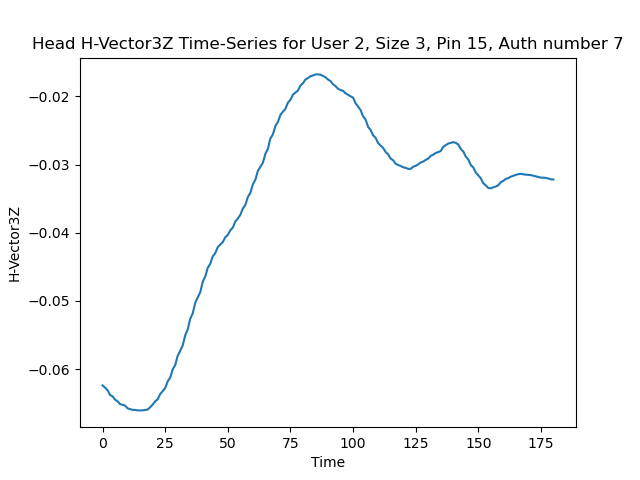 Head H-Vector3Z Time-Series for User 2, Size 3, Pin 15, Auth number 7
−0.02
−0.03
−0.04
−0.05
−0.06
H-Vector3Z
0 25 50 75 100 125 150 175
Time